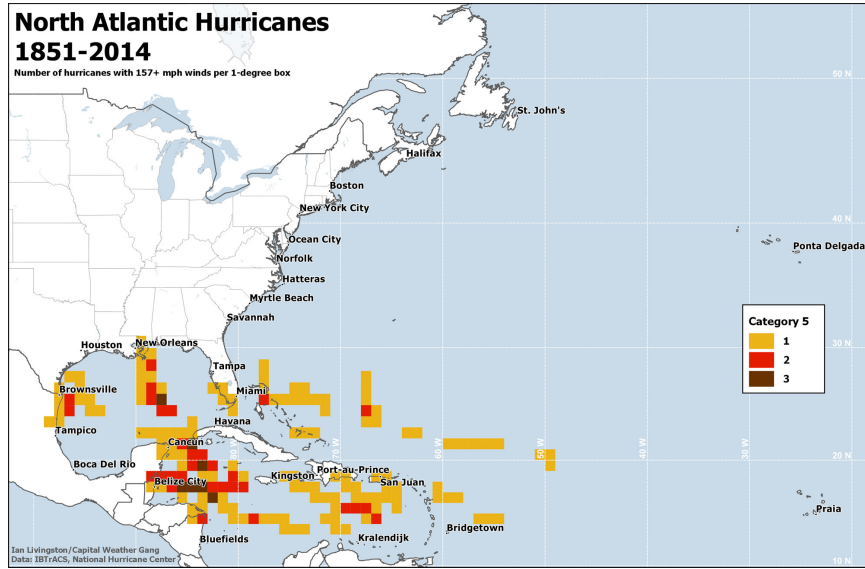 North Atlantic Hurricanes
1851-2014
Number of hurricanes with 157+ mph winds per 1-degree box
50 N
St. John's
Halifax
Boston
New York City
40 N
Ocean City
Ponta Delgada
Norfolk
Hatteras
Myrtle Beach
Savannah
Category 5
1
2
3
Houston
New Orleans
30 N
Tampa
Brownsville
Miami
Havana
Tampico
Cancun
80 W
70 W
60 W
50 W
40 W
30 W
Boca Del Rio
Port-au-Prince
20 N
Kingston
Belize City
San Juan
Praia
Bridgetown
Bluefields
Kralendijk
Ian Livingston/Capital Weather Gang
Data: IBTrACS, National Hurricane Center
10 N